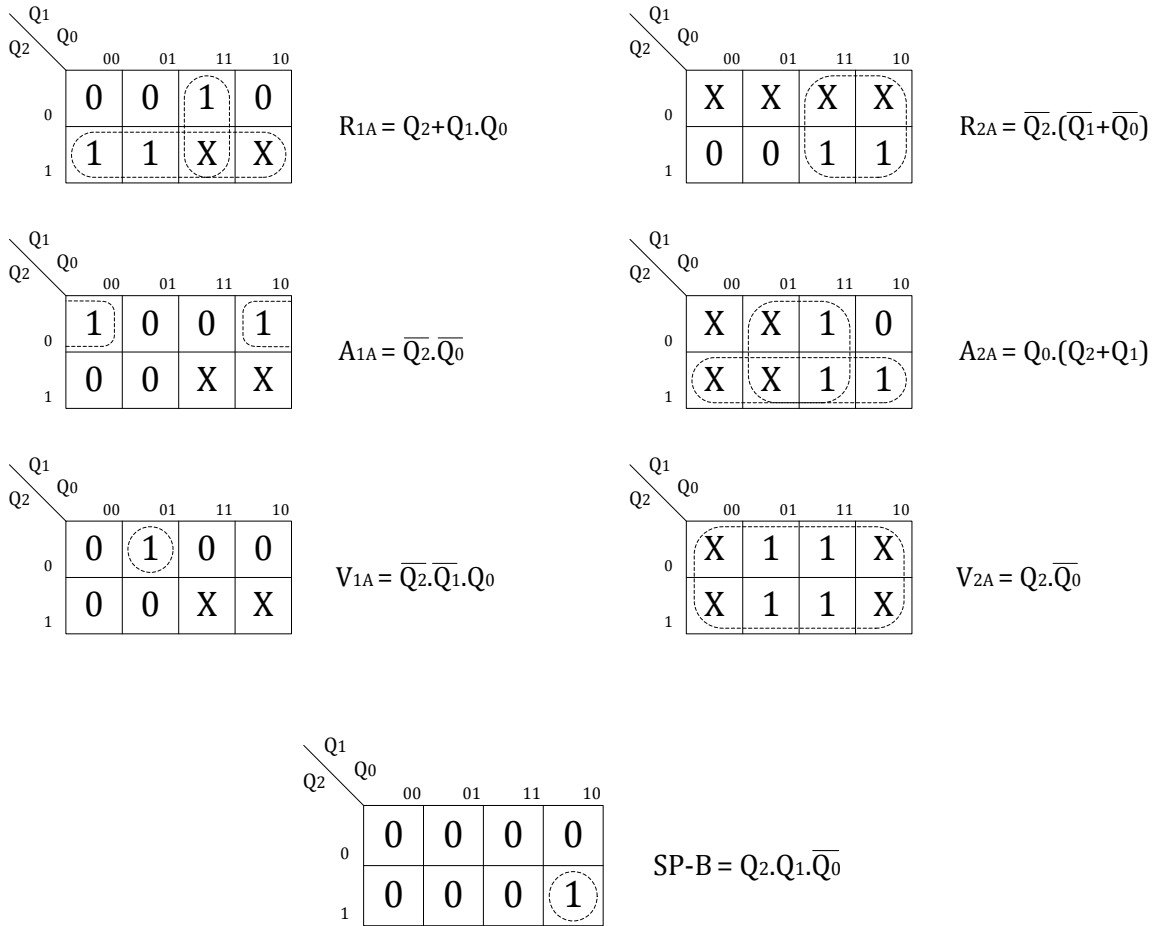 Q1
Q2 Q0
00 01 11 10
0 0 0 1 0
1 1 1 X X
R1A = Q2+Q1.Q0
Q1
Q2 Q0
00 01 11 10
0 X X X X
1 0 0 1 1
R2A = Q̅2̅.(Q̅1̅+Q̅0̅)
Q1
Q2 Q0
00 01 11 10
0 1 0 0 1
1 0 0 X X
A1A = Q̅2̅.Q̅0̅
Q1
Q2 Q0
00 01 11 10
0 X X 1 0
1 X X 1 1
A2A = Q0.(Q2+Q1)
Q1
Q2 Q0
00 01 11 10
0 0 1 0 0
1 0 0 X X
V1A = Q̅2̅.Q̅1̅.Q0
Q1
Q2 Q0
00 01 11 10
0 X 1 1 X
1 X 1 1 X
V2A = Q2.Q̅0̅
Q1
Q2 Q0
00 01 11 10
0 0 0 0 0
1 0 0 0 1
SP-B = Q2.Q1.Q̅0̅